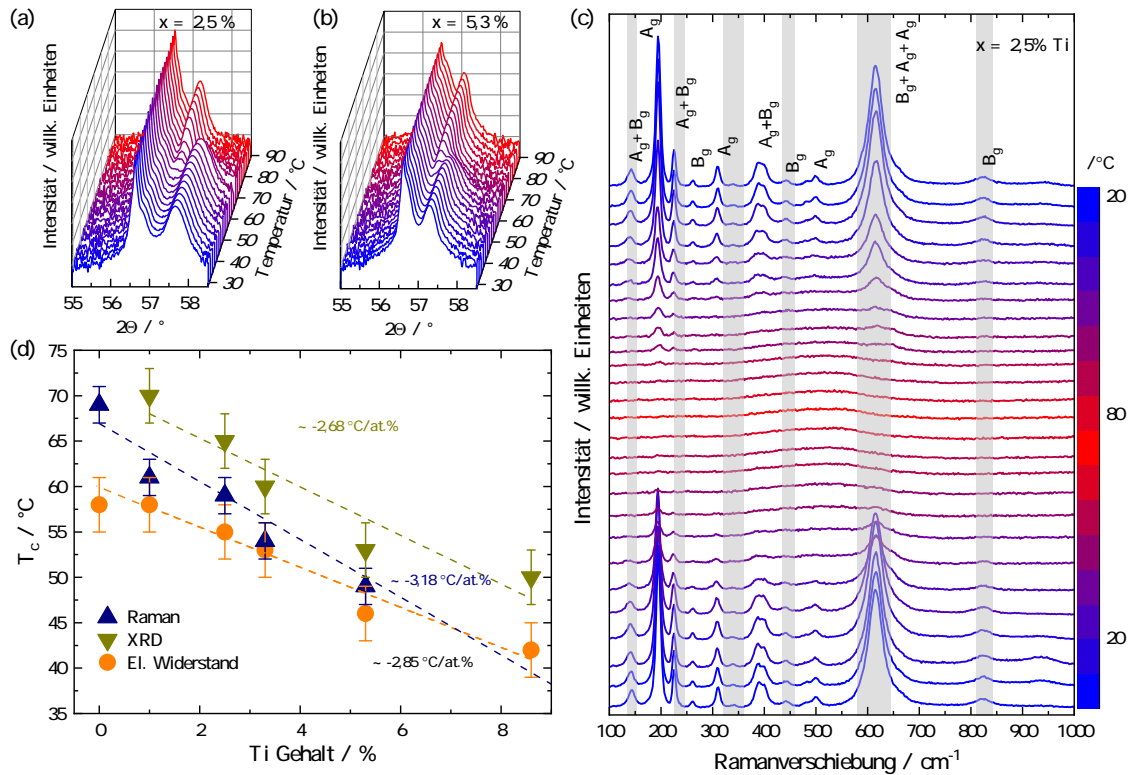 (a)
x = 2,5 %
Intensität / willk. Einheiten
55 56 57 58
2Θ / °
30 40 50 60 70 80 90
Temperatur / °C
(b)
x = 5,3 %
Intensität / willk. Einheiten
55 56 57 58
2Θ / °
30 40 50 60 70 80 90
Temperatur / °C
(c)
x = 2,5% Ti
Ag+ Bg
Ag
Ag+ Bg
Bg
Ag
Ag+Bg
Bg
Ag
Bg + Ag + Ag
Bg
/°C
20
80
20
Intensität / willk. Einheiten
100 200 300 400 500 600 700 800 900 1000
Ramanverschiebung / cm-1
(d)
75
70
65
60
55
50
45
40
35
Tc / °C
~ -2,68 °C/at.%
~ -3,18 °C/at.%
~ -2,85 °C/at.%
Raman
XRD
El. Widerstand
0 2 4 6 8
Ti Gehalt / %